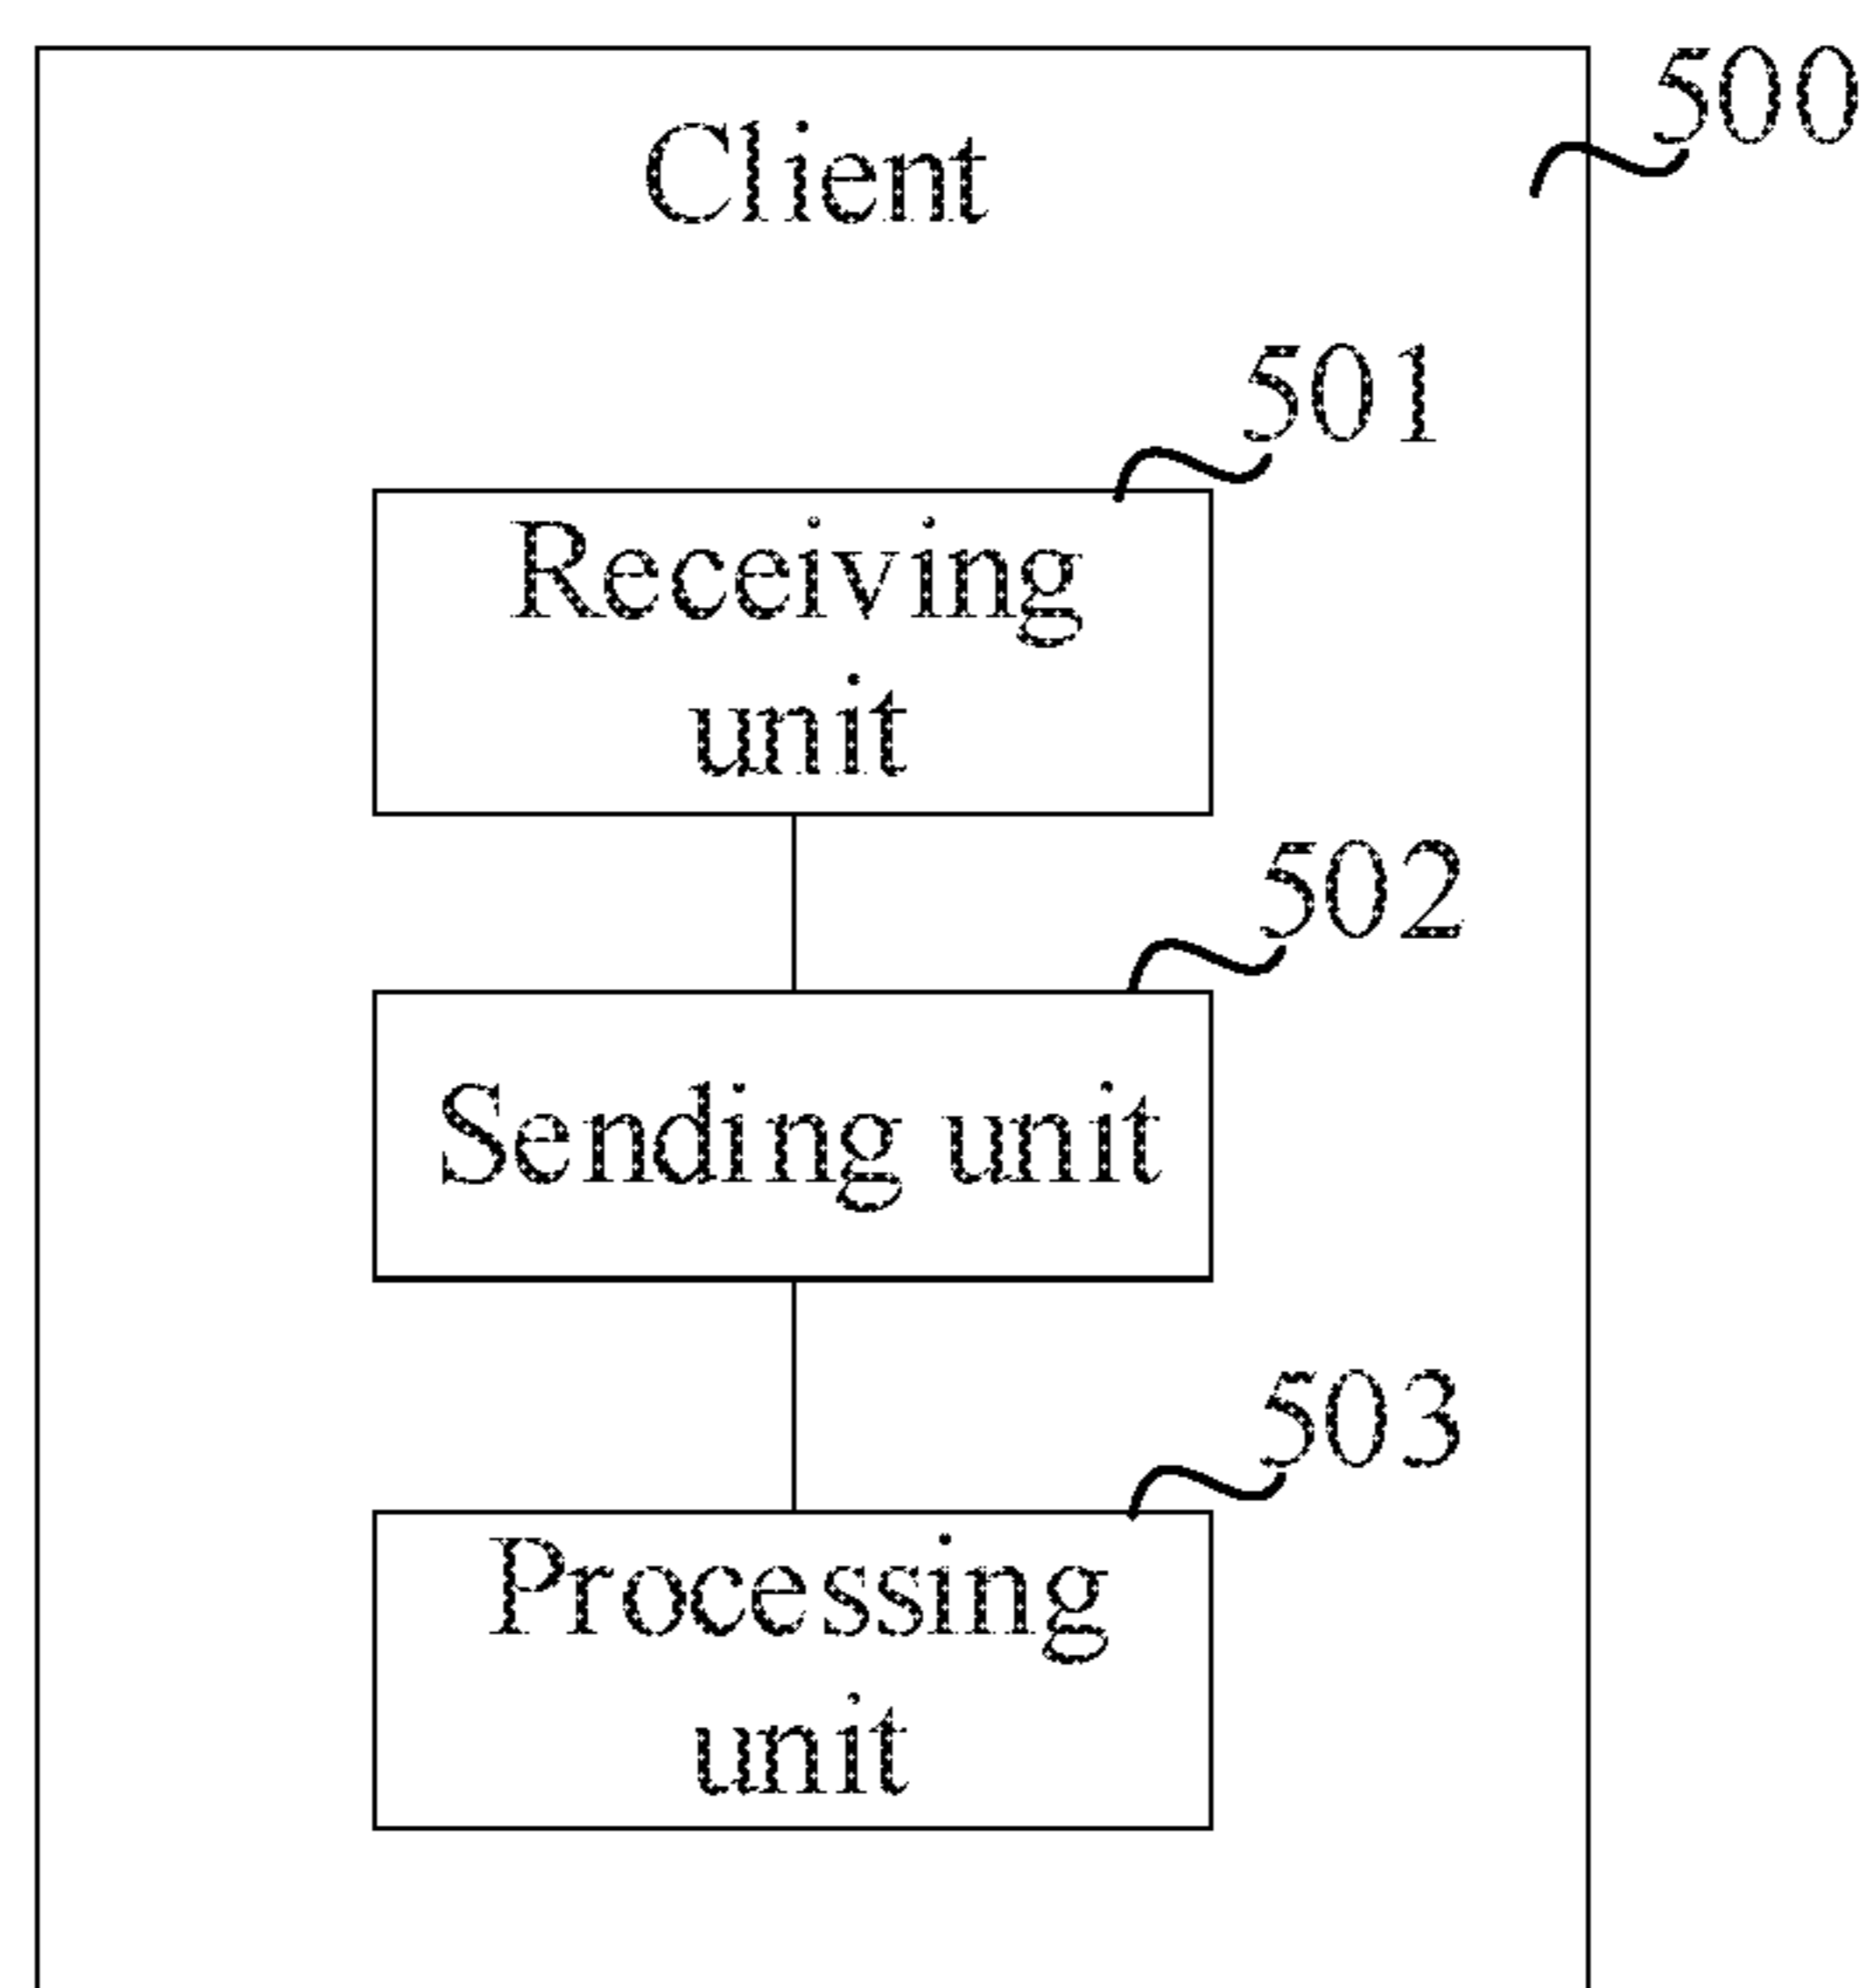 500
Client
501
Receiving
unit
502
Sending unit
503
Processing
unit